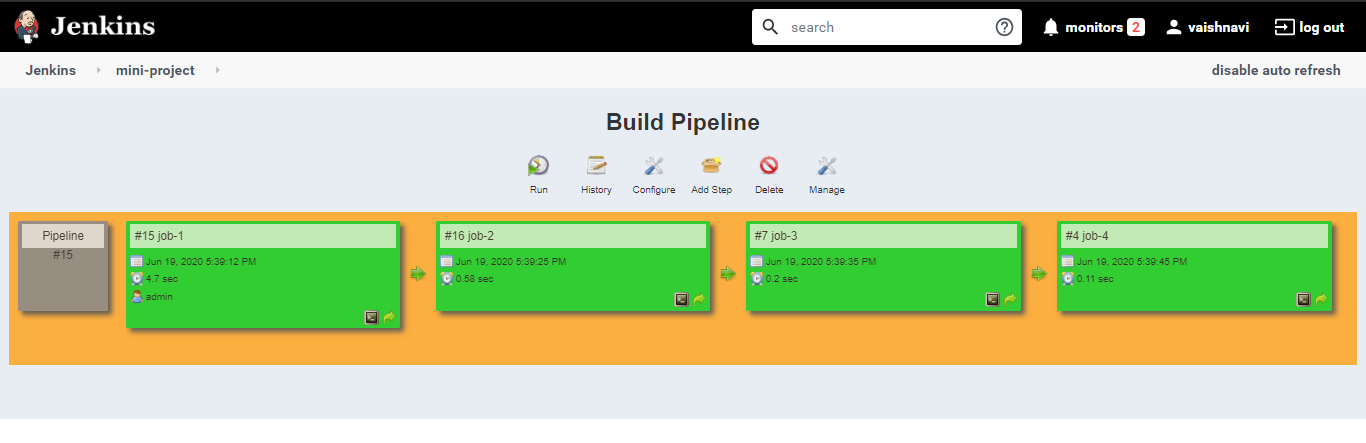 Jenkins
search
monitors 2
vaishnavi
log out
Jenkins
mini-project
disable auto refresh
Build Pipeline
Run
History
Configure
Add Step
Delete
Manage
Pipeline
#15
#15 job-1
Jun 19, 2020 5:39:12 PM
4.7 sec
admin
#16 job-2
Jun 19, 2020 5:39:25 PM
0.58 sec
#7 job-3
Jun 19, 2020 5:39:35 PM
0.2 sec
#4 job-4
Jun 19, 2020 5:39:45 PM
0.11 sec